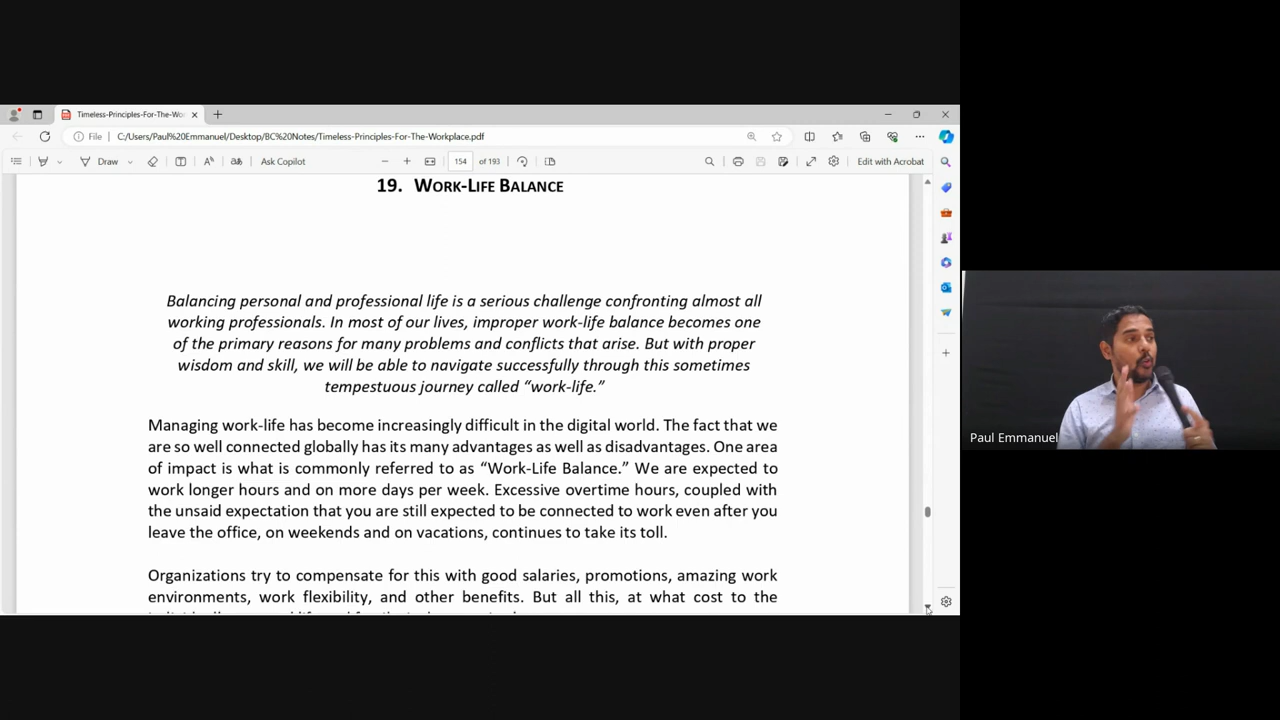 Timeless-Principles-For-The-Wo
File
C:/Users/Paul%20Emmanuel/Desktop/BC%20Notes/Timeless-Principles-For-The-Workplace.pdf
Draw
Ask Copilot
154 of 193
Edit with Acrobat
19. WORK-LIFE BALANCE
Balancing personal and professional life is a serious challenge confronting almost all
working professionals. In most of our lives, improper work-life balance becomes one
of the primary reasons for many problems and conflicts that arise. But with proper
wisdom and skill, we will be able to navigate successfully through this sometimes
tempestuous journey called “work-life.”
Managing work-life has become increasingly difficult in the digital world. The fact that we
are so well connected globally has its many advantages as well as disadvantages. One area
of impact is what is commonly referred to as “Work-Life Balance.” We are expected to
work longer hours and on more days per week. Excessive overtime hours, coupled with
the unsaid expectation that you are still expected to be connected to work even after you
leave the office, on weekends and on vacations, continues to take its toll.
Organizations try to compensate for this with good salaries, promotions, amazing work
environments, work flexibility, and other benefits. But all this, at what cost to the
Paul Emmanuel